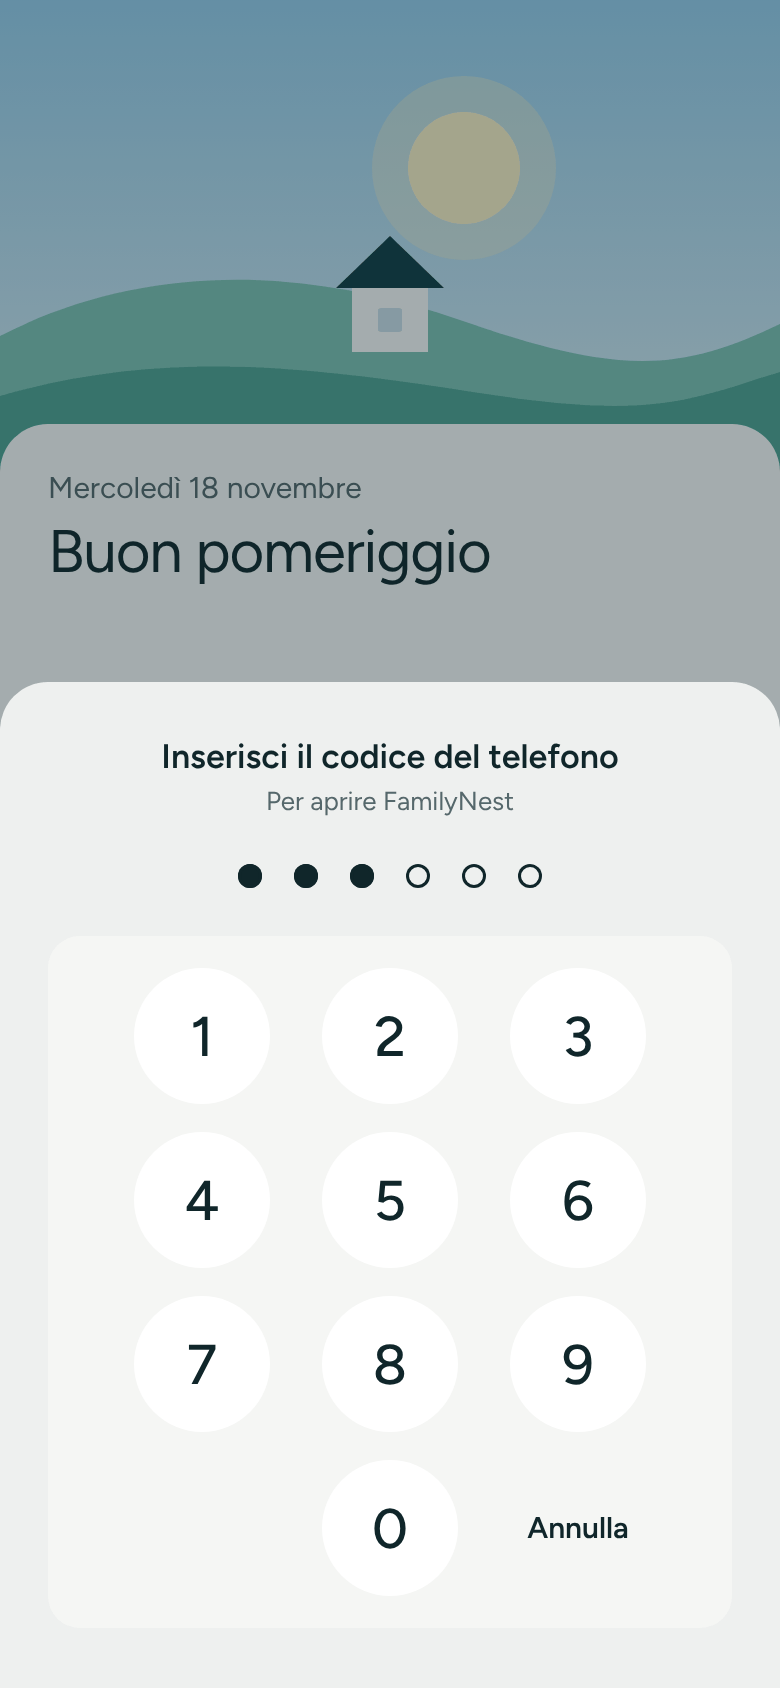 Mercoledì 18 novembre
Buon pomeriggio
Inserisci il codice del telefono
Per aprire FamilyNest
1 2 3
4 5 6
7 8 9
0 Annulla